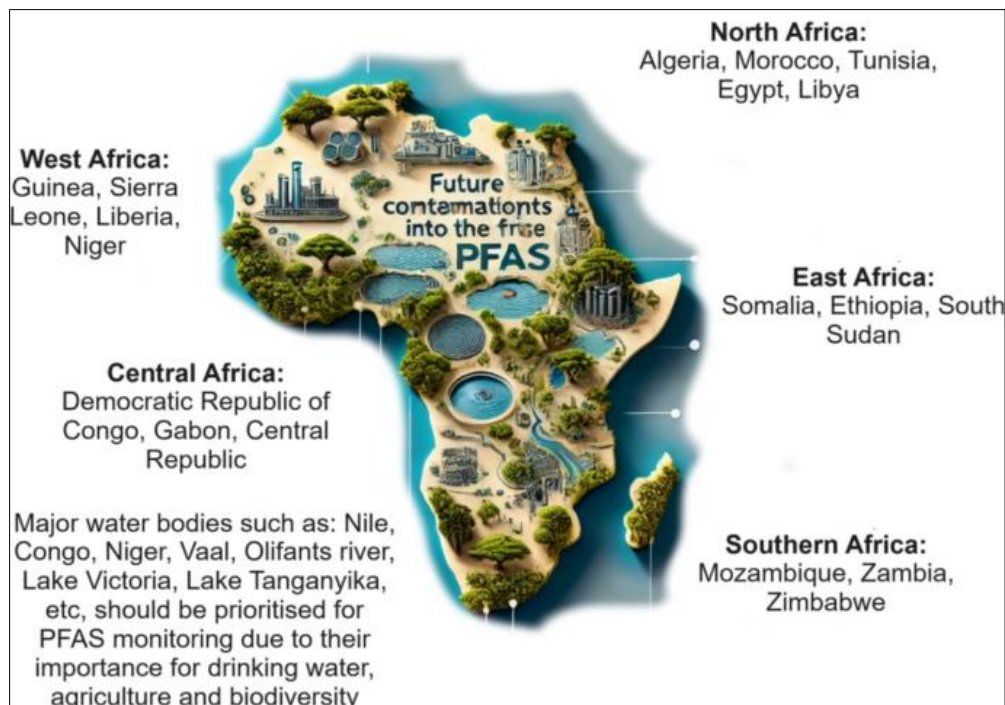 North Africa:
Algeria, Morocco, Tunisia,
Egypt, Libya
West Africa:
Guinea, Sierra
Leone, Liberia,
Niger
Future
contamationts
into the frise
PFAS
East Africa:
Somalia, Ethiopia, South
Sudan
Central Africa:
Democratic Republic of
Congo, Gabon, Central
Republic
Major water bodies such as: Nile,
Congo, Niger, Vaal, Olifants river,
Lake Victoria, Lake Tanganyika,
etc, should be prioritised for
PFAS monitoring due to their
importance for drinking water,
agriculture and biodiversity
Southern Africa:
Mozambique, Zambia,
Zimbabwe